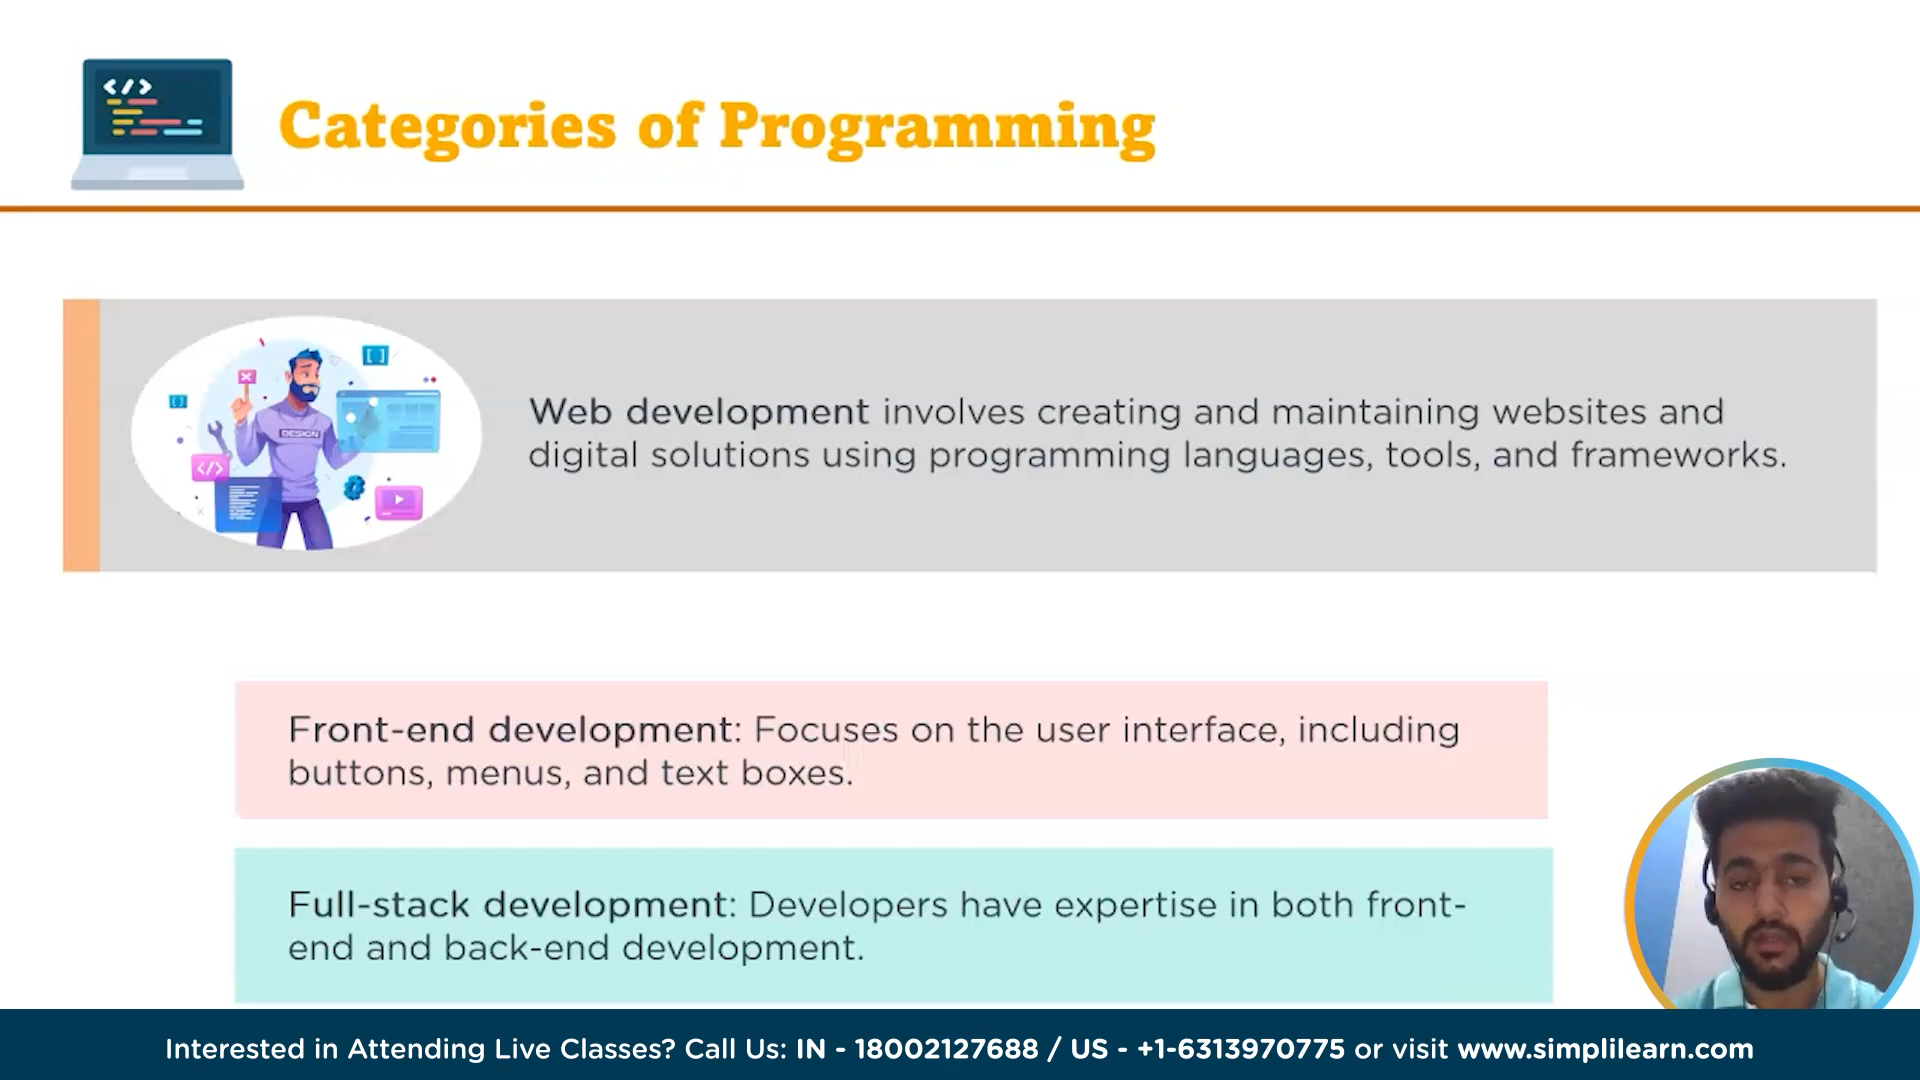 </>
Categories of Programming
[ ]
DESIGN
</>
Web development involves creating and maintaining websites and
digital solutions using programming languages, tools, and frameworks.
Front-end development: Focuses on the user interface, including
buttons, menus, and text boxes.
Full-stack development: Developers have expertise in both front-
end and back-end development.
Interested in Attending Live Classes? Call Us: IN - 18002127688 / US - +1-6313970775 or visit www.simplilearn.com